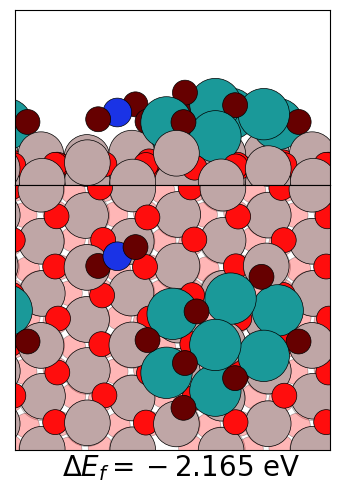 $\Delta E_f = -2.165$ eV